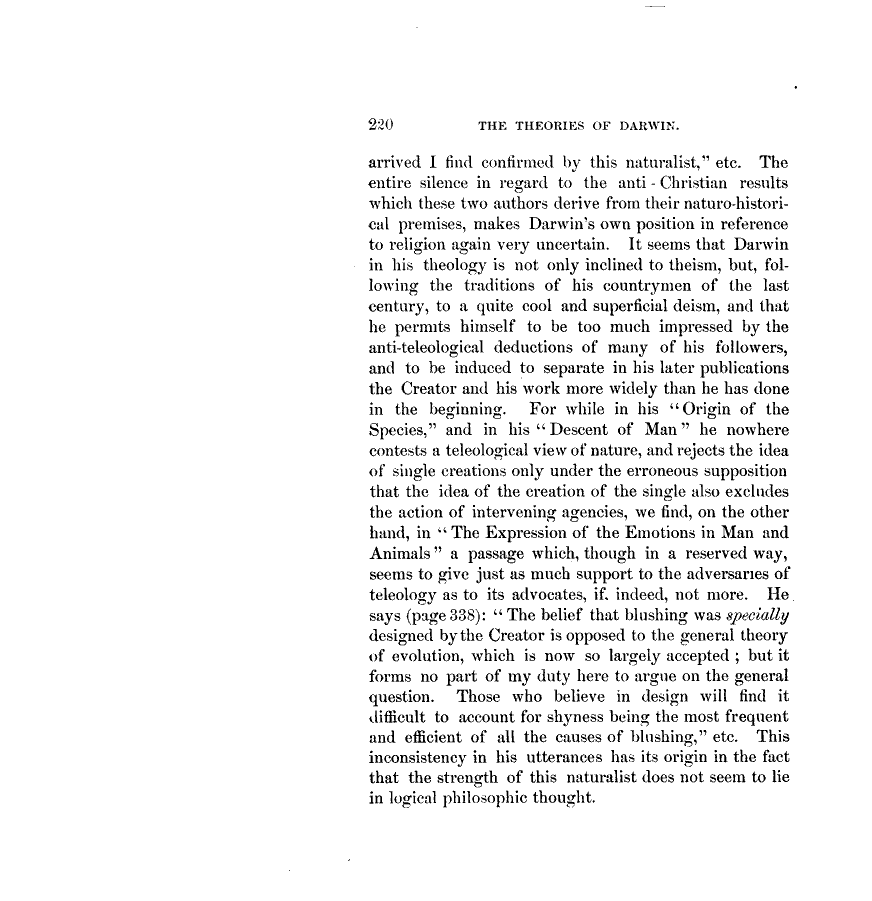 220 THE THEORIES OF DARWIN.
arrived I find confirmed by this naturalist,” etc. The
entire silence in regard to the anti-Christian results
which these two authors derive from their naturo-histori-
cal premises, makes Darwin’s own position in reference
to religion again very uncertain. It seems that Darwin
in his theology is not only inclined to theism, but, fol-
lowing the traditions of his countrymen of the last
century, to a quite cool and superficial deism, and that
he permits himself to be too much impressed by the
anti-teleological deductions of many of his followers,
and to be induced to separate in his later publications
the Creator and his work more widely than he has done
in the beginning. For while in his “Origin of the
Species,” and in his “Descent of Man” he nowhere
contests a teleological view of nature, and rejects the idea
of single creations only under the erroneous supposition
that the idea of the creation of the single also excludes
the action of intervening agencies, we find, on the other
hand, in “The Expression of the Emotions in Man and
Animals” a passage which, though in a reserved way,
seems to give just as much support to the adversaries of
teleology as to its advocates, if, indeed, not more. He
says (page 338): “The belief that blushing was specially
designed by the Creator is opposed to the general theory
of evolution, which is now so largely accepted; but it
forms no part of my duty here to argue on the general
question. Those who believe in design will find it
difficult to account for shyness being the most frequent
and efficient of all the causes of blushing,” etc. This
inconsistency in his utterances has its origin in the fact
that the strength of this naturalist does not seem to lie
in logical philosophic thought.